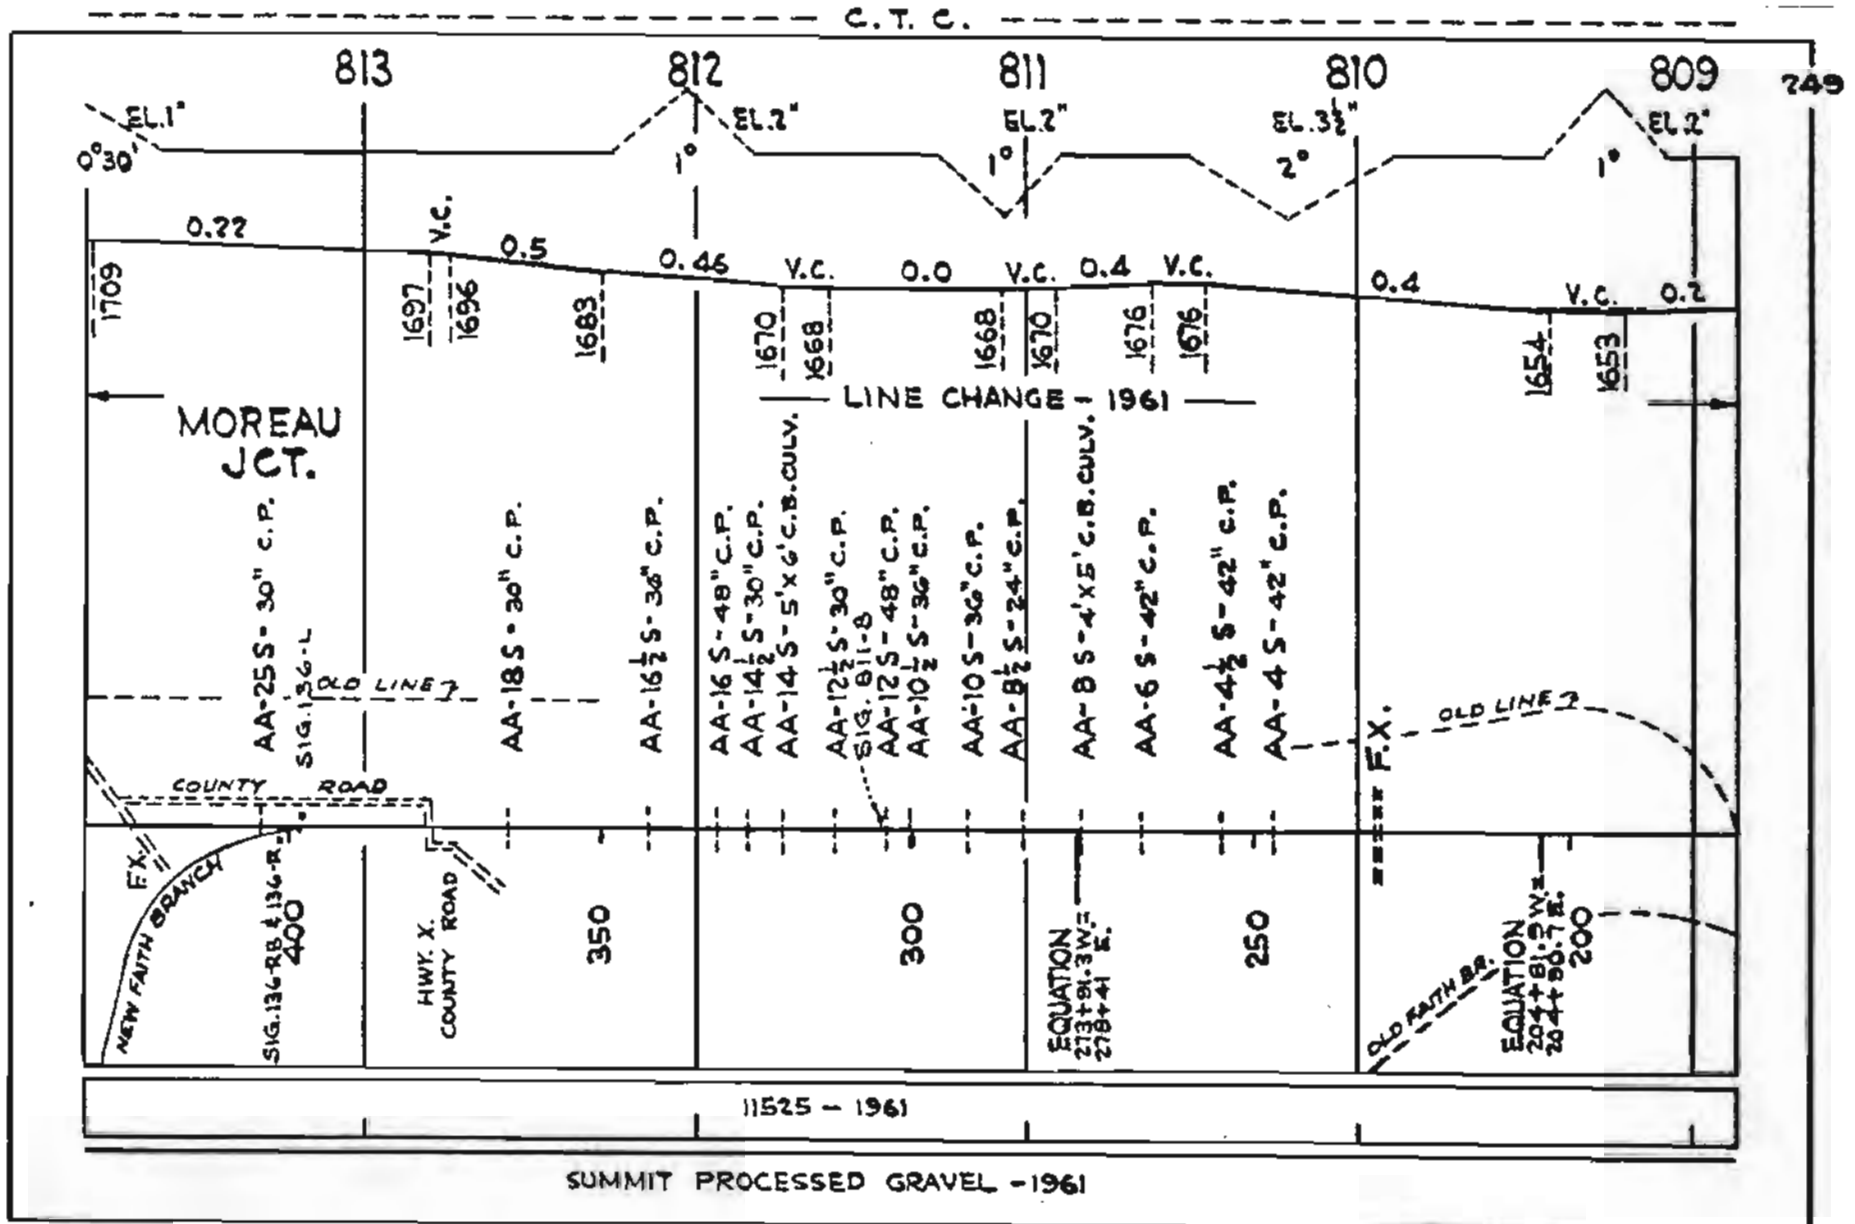 C. T. C.
813 812 811 810 809 249
EL.1" EL.2" EL.2" EL.3½" EL.2"
0°30' 1° 1° 2° 1°
0.22 V.C. 0.5 0.46 V.C. 0.0 V.C. 0.4 V.C. 0.4 V.C. 0.2
1709 1697 1696 1683 1670 1668 1668 1670 1676 1676 1654 1653
LINE CHANGE - 1961
MOREAU
JCT.
AA-25 S - 30" C.P.
SIG. 136-L
AA-18 S - 30" C.P.
AA-16½ S - 36" C.P.
AA-16 S - 48" C.P.
AA-14½ S - 30" C.P.
AA-14 S - 5' X 6' C.B. CULV.
AA-12½ S - 30" C.P.
SIG. 811-8
AA-12 S - 48" C.P.
AA-10½ S - 36" C.P.
AA-10 S - 36" C.P.
AA-8½ S - 24" C.P.
AA-8 S - 4' X 5' C.B. CULV.
AA-6 S - 42" C.P.
AA-4½ S - 42" C.P.
AA-4 S - 42" C.P.
F.X.
OLD LINE
OLD LINE
COUNTY ROAD
F.X.
NEW FAITH BRANCH
SIG. 136-RB & 136-R.
400
HWY. X.
COUNTY ROAD
350
300
EQUATION
273+91.3 W.=
278+41 E.
250
OLD FAITH BR.
EQUATION
204+81.9 W.=
204+90.7 E.
200
11525 - 1961
SUMMIT PROCESSED GRAVEL - 1961